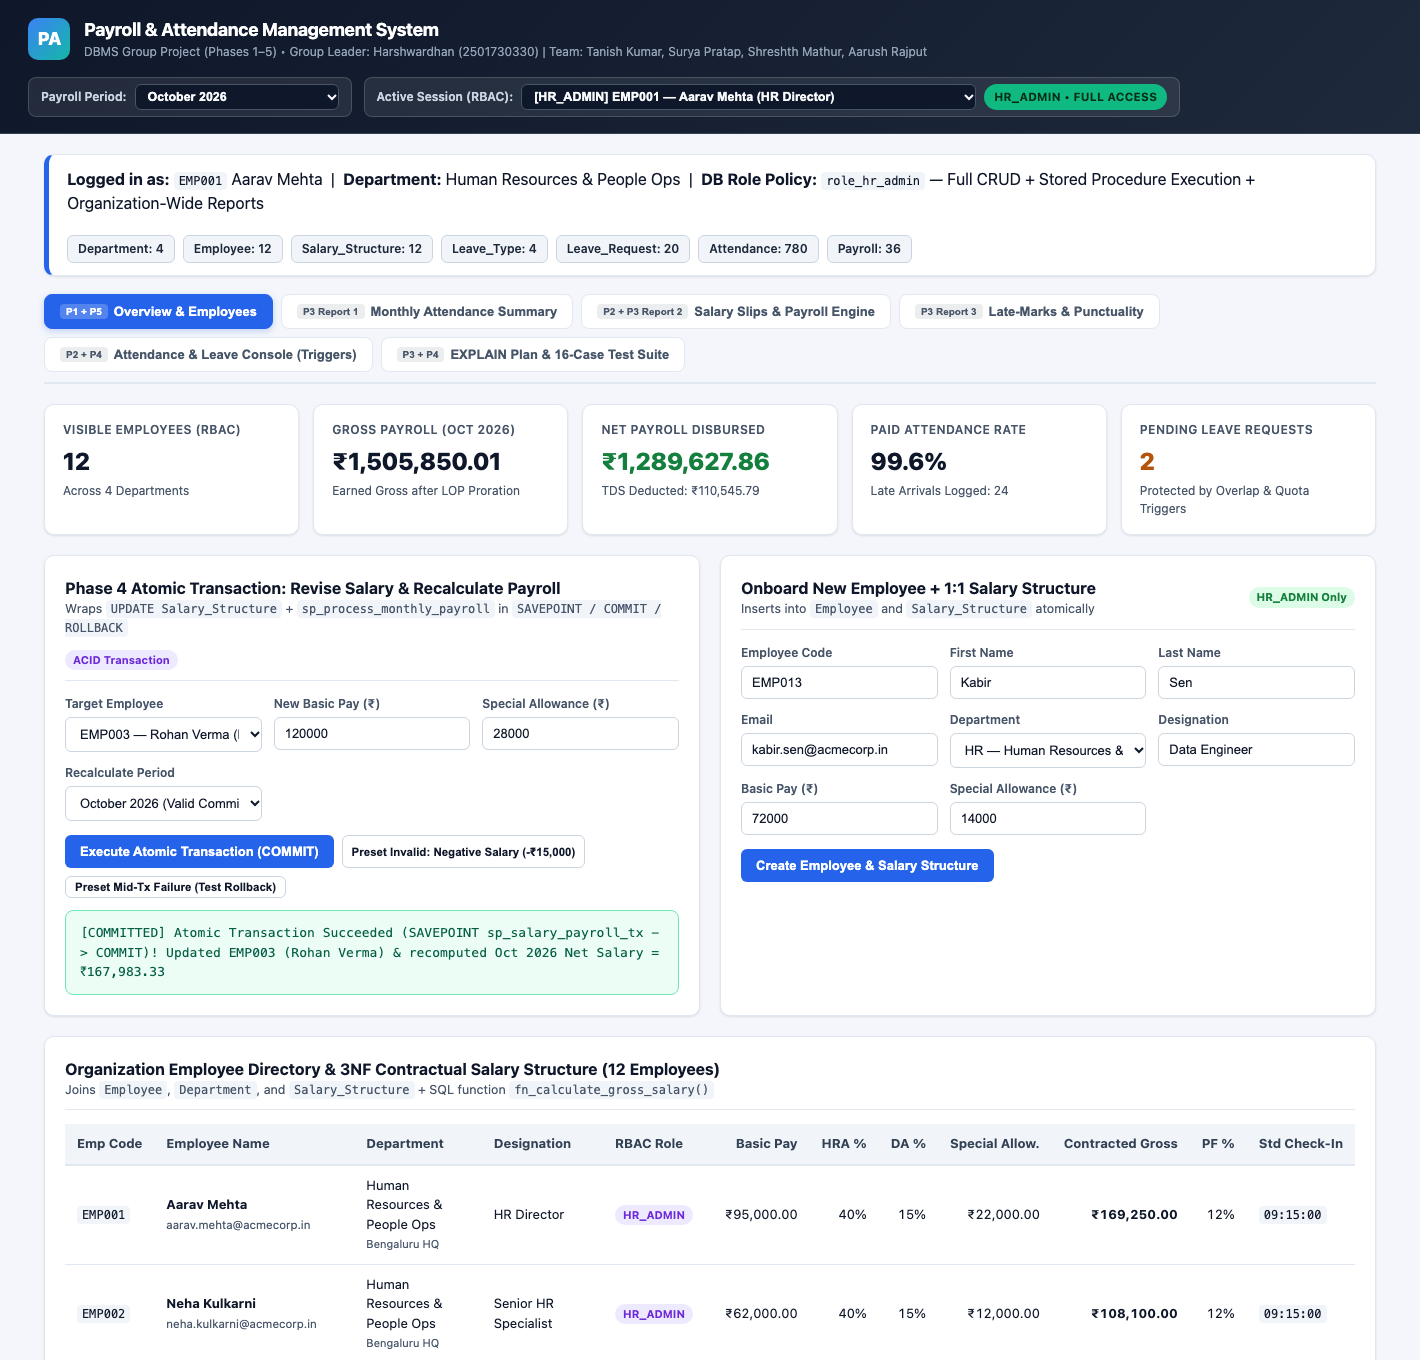 PA
Payroll & Attendance Management System
DBMS Group Project (Phases 1–5) • Group Leader: Harshwardhan (2501730330) | Team: Tanish Kumar, Surya Pratap, Shreshth Mathur, Aarush Rajput
Payroll Period: October 2026
Active Session (RBAC): [HR_ADMIN] EMP001 — Aarav Mehta (HR Director) HR_ADMIN • FULL ACCESS
Logged in as: EMP001 Aarav Mehta | Department: Human Resources & People Ops | DB Role Policy: role_hr_admin — Full CRUD + Stored Procedure Execution +
Organization-Wide Reports
Department: 4 Employee: 12 Salary_Structure: 12 Leave_Type: 4 Leave_Request: 20 Attendance: 780 Payroll: 36
P1 + P5 Overview & Employees P3 Report 1 Monthly Attendance Summary P2 + P3 Report 2 Salary Slips & Payroll Engine P3 Report 3 Late-Marks & Punctuality
P2 + P4 Attendance & Leave Console (Triggers) P3 + P4 EXPLAIN Plan & 16-Case Test Suite
VISIBLE EMPLOYEES (RBAC)
12
Across 4 Departments
GROSS PAYROLL (OCT 2026)
₹1,505,850.01
Earned Gross after LOP Proration
NET PAYROLL DISBURSED
₹1,289,627.86
TDS Deducted: ₹110,545.79
PAID ATTENDANCE RATE
99.6%
Late Arrivals Logged: 24
PENDING LEAVE REQUESTS
2
Protected by Overlap & Quota
Triggers
Phase 4 Atomic Transaction: Revise Salary & Recalculate Payroll
Wraps UPDATE Salary_Structure + sp_process_monthly_payroll in SAVEPOINT / COMMIT /
ROLLBACK
ACID Transaction
Target Employee New Basic Pay (₹) Special Allowance (₹)
EMP003 — Rohan Verma (I 120000 28000
Recalculate Period
October 2026 (Valid Commi
Execute Atomic Transaction (COMMIT) Preset Invalid: Negative Salary (-₹15,000)
Preset Mid-Tx Failure (Test Rollback)
[COMMITTED] Atomic Transaction Succeeded (SAVEPOINT sp_salary_payroll_tx —
> COMMIT)! Updated EMP003 (Rohan Verma) & recomputed Oct 2026 Net Salary =
₹167,983.33
Onboard New Employee + 1:1 Salary Structure
Inserts into Employee and Salary_Structure atomically
HR_ADMIN Only
Employee Code First Name Last Name
EMP013 Kabir Sen
Email Department Designation
kabir.sen@acmecorp.in HR — Human Resources & Data Engineer
Basic Pay (₹) Special Allowance (₹)
72000 14000
Create Employee & Salary Structure
Organization Employee Directory & 3NF Contractual Salary Structure (12 Employees)
Joins Employee, Department, and Salary_Structure + SQL function fn_calculate_gross_salary()
Emp Code Employee Name Department Designation RBAC Role Basic Pay HRA % DA % Special Allow. Contracted Gross PF % Std Check-In
EMP001 Aarav Mehta aarav.mehta@acmecorp.in Human Resources & People Ops Bengaluru HQ HR Director HR_ADMIN ₹95,000.00 40% 15% ₹22,000.00 ₹169,250.00 12% 09:15:00
EMP002 Neha Kulkarni neha.kulkarni@acmecorp.in Human Resources & People Ops Bengaluru HQ Senior HR Specialist HR_ADMIN ₹62,000.00 40% 15% ₹12,000.00 ₹108,100.00 12% 09:15:00